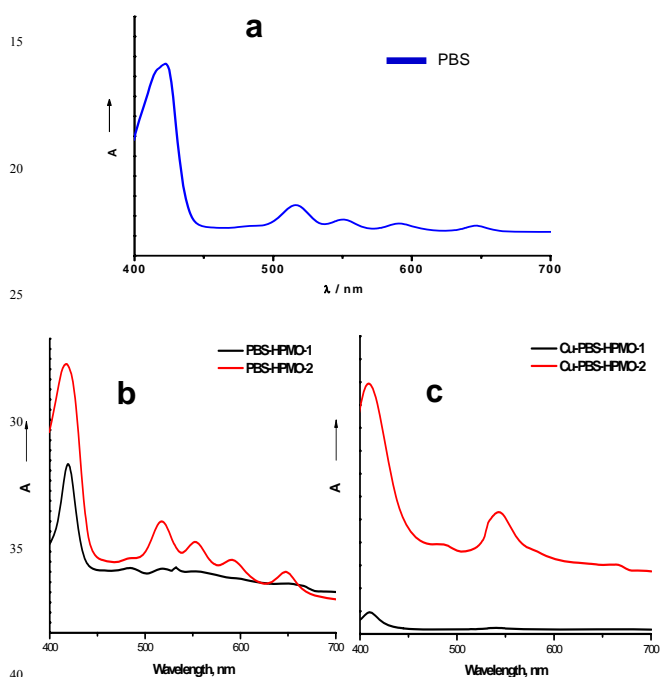 15
a
PBS
A
20
400 500 600 700
λ / nm
25
PBS-HPMO-1
PBS-HPMO-2
b
Cu-PBS-HPMO-1
Cu-PBS-HPMO-2
c
30
A
A
35
400 500 600 700
Wavelength, nm
400 500 600 700
Wavelength, nm
40